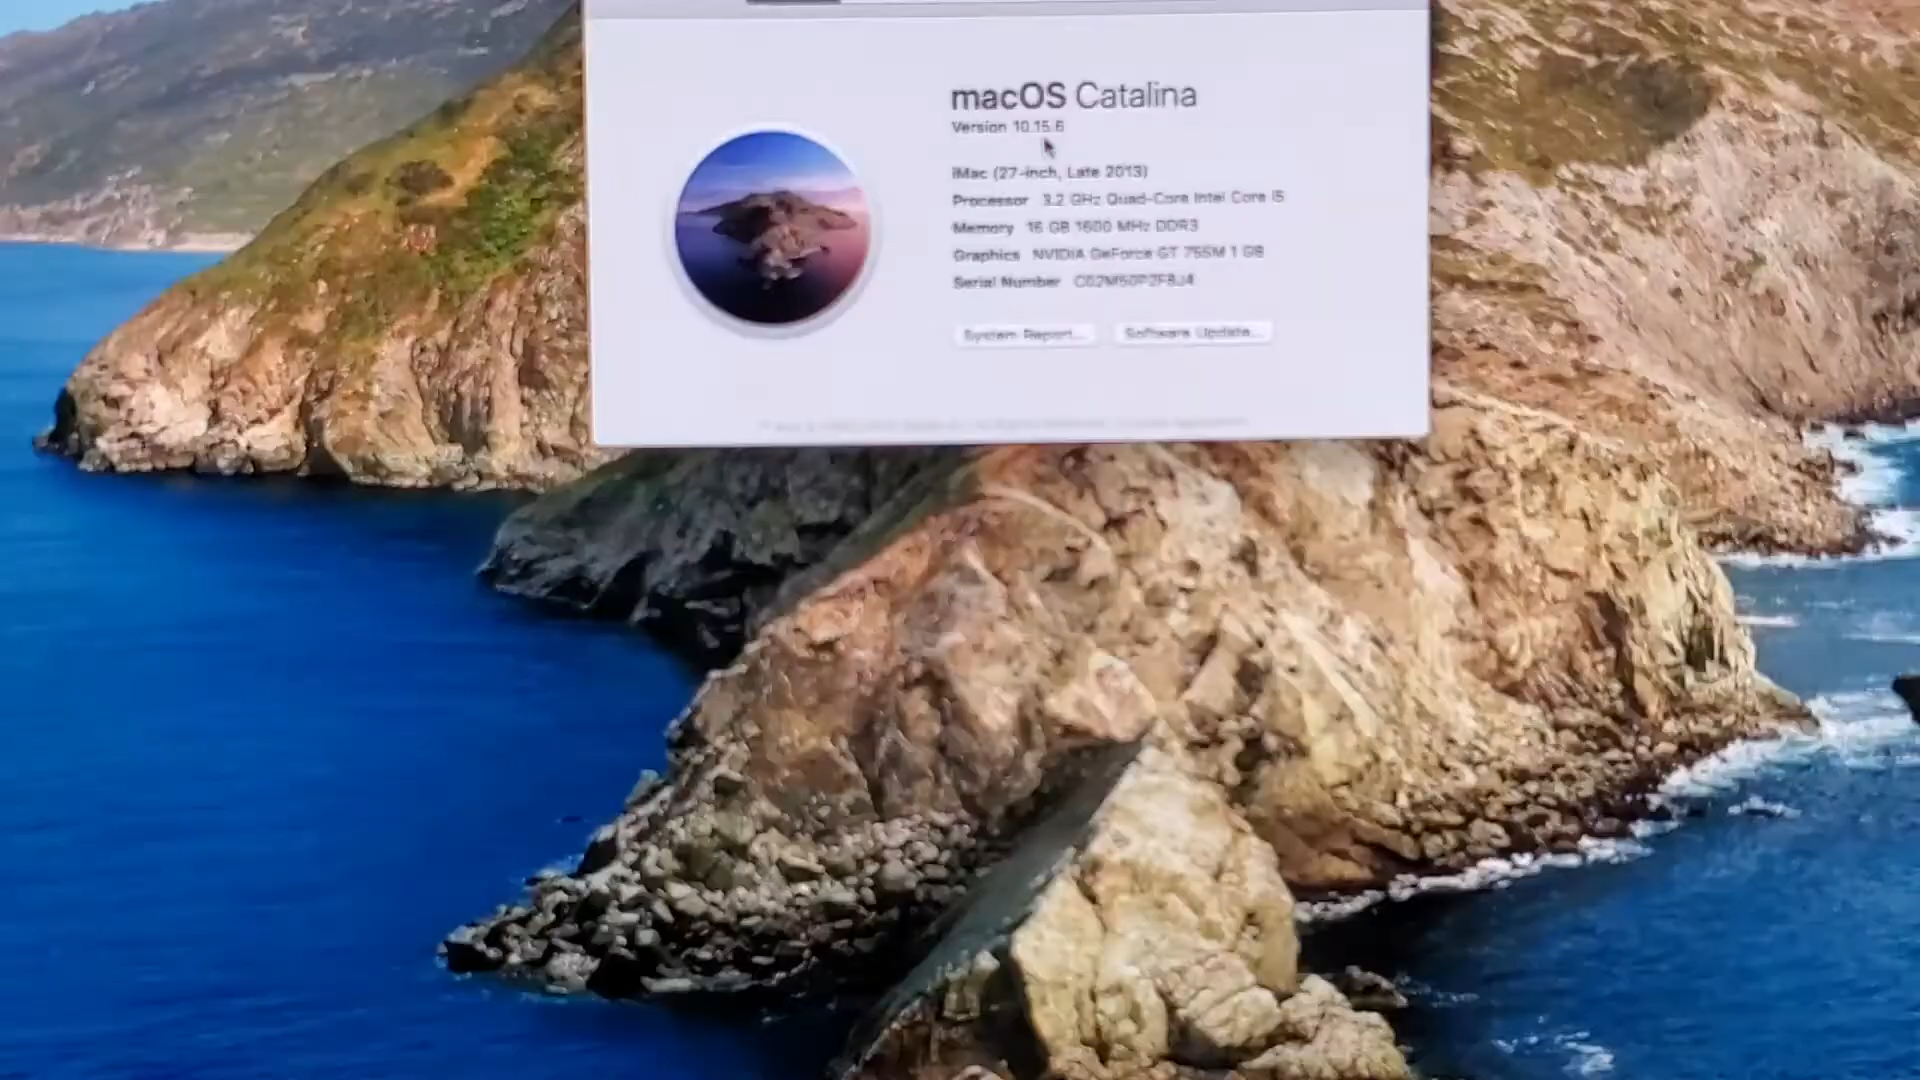 macOS Catalina
Version 10.15.6
iMac (27-inch, Late 2013)
Processor 3.2 GHz Quad-Core Intel Core i5
Memory 16 GB 1600 MHz DDR3
Graphics NVIDIA GeForce GT 755M 1 GB
Serial Number
System Report... Software Update...